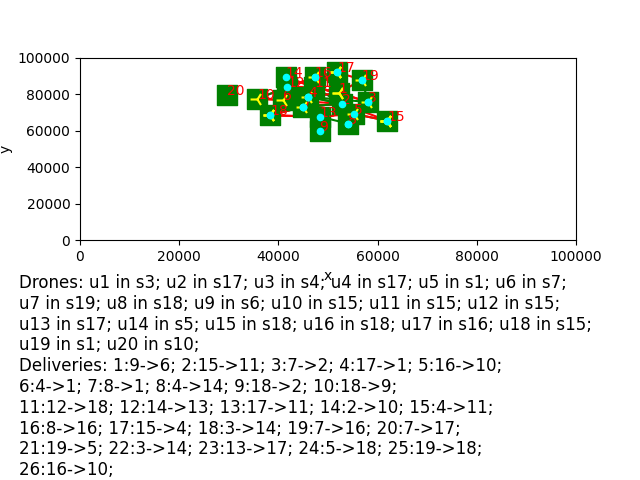 100000
80000
60000
40000
20000
0
y
20
19
17
15
0
20000
40000
60000
80000
100000
x
Drones: u1 in s3; u2 in s17; u3 in s4; u4 in s17; u5 in s1; u6 in s7;
u7 in s19; u8 in s18; u9 in s6; u10 in s15; u11 in s15; u12 in s15;
u13 in s17; u14 in s5; u15 in s18; u16 in s18; u17 in s16; u18 in s15;
u19 in s1; u20 in s10;
Deliveries: 1:9->6; 2:15->11; 3:7->2; 4:17->1; 5:16->10;
6:4->1; 7:8->1; 8:4->14; 9:18->2; 10:18->9;
11:12->18; 12:14->13; 13:17->11; 14:2->10; 15:4->11;
16:8->16; 17:15->4; 18:3->14; 19:7->16; 20:7->17;
21:19->5; 22:3->14; 23:13->17; 24:5->18; 25:19->18;
26:16->10;